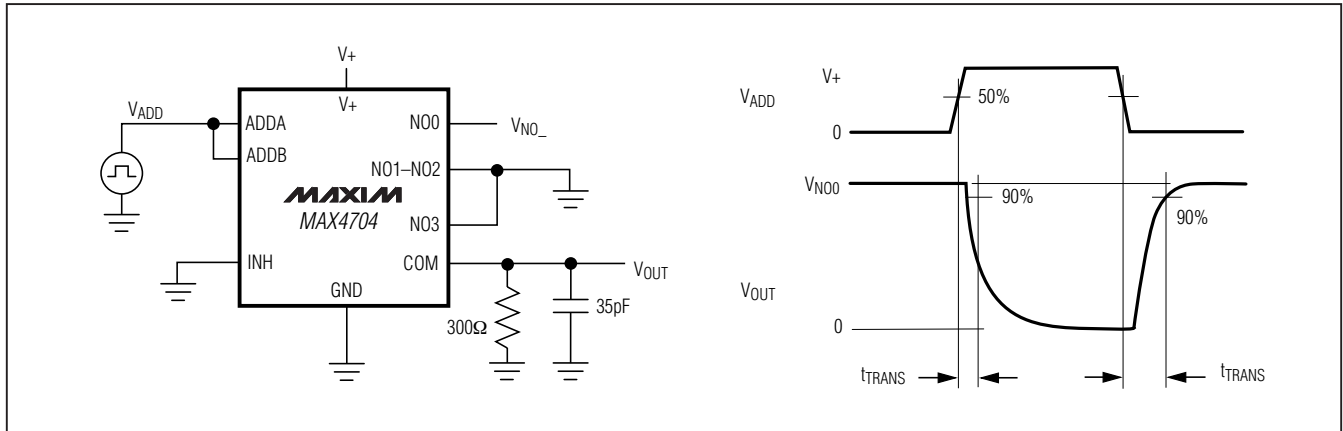 V+
V+
VADD
ADDA
ADDB
NO0
VNO_
NO1–NO2
MAXIM
MAX4704
NO3
INH
COM
VOUT
GND
300Ω
35pF
V+
VADD
50%
0
VNO0
90%
90%
VOUT
0
tTRANS
tTRANS